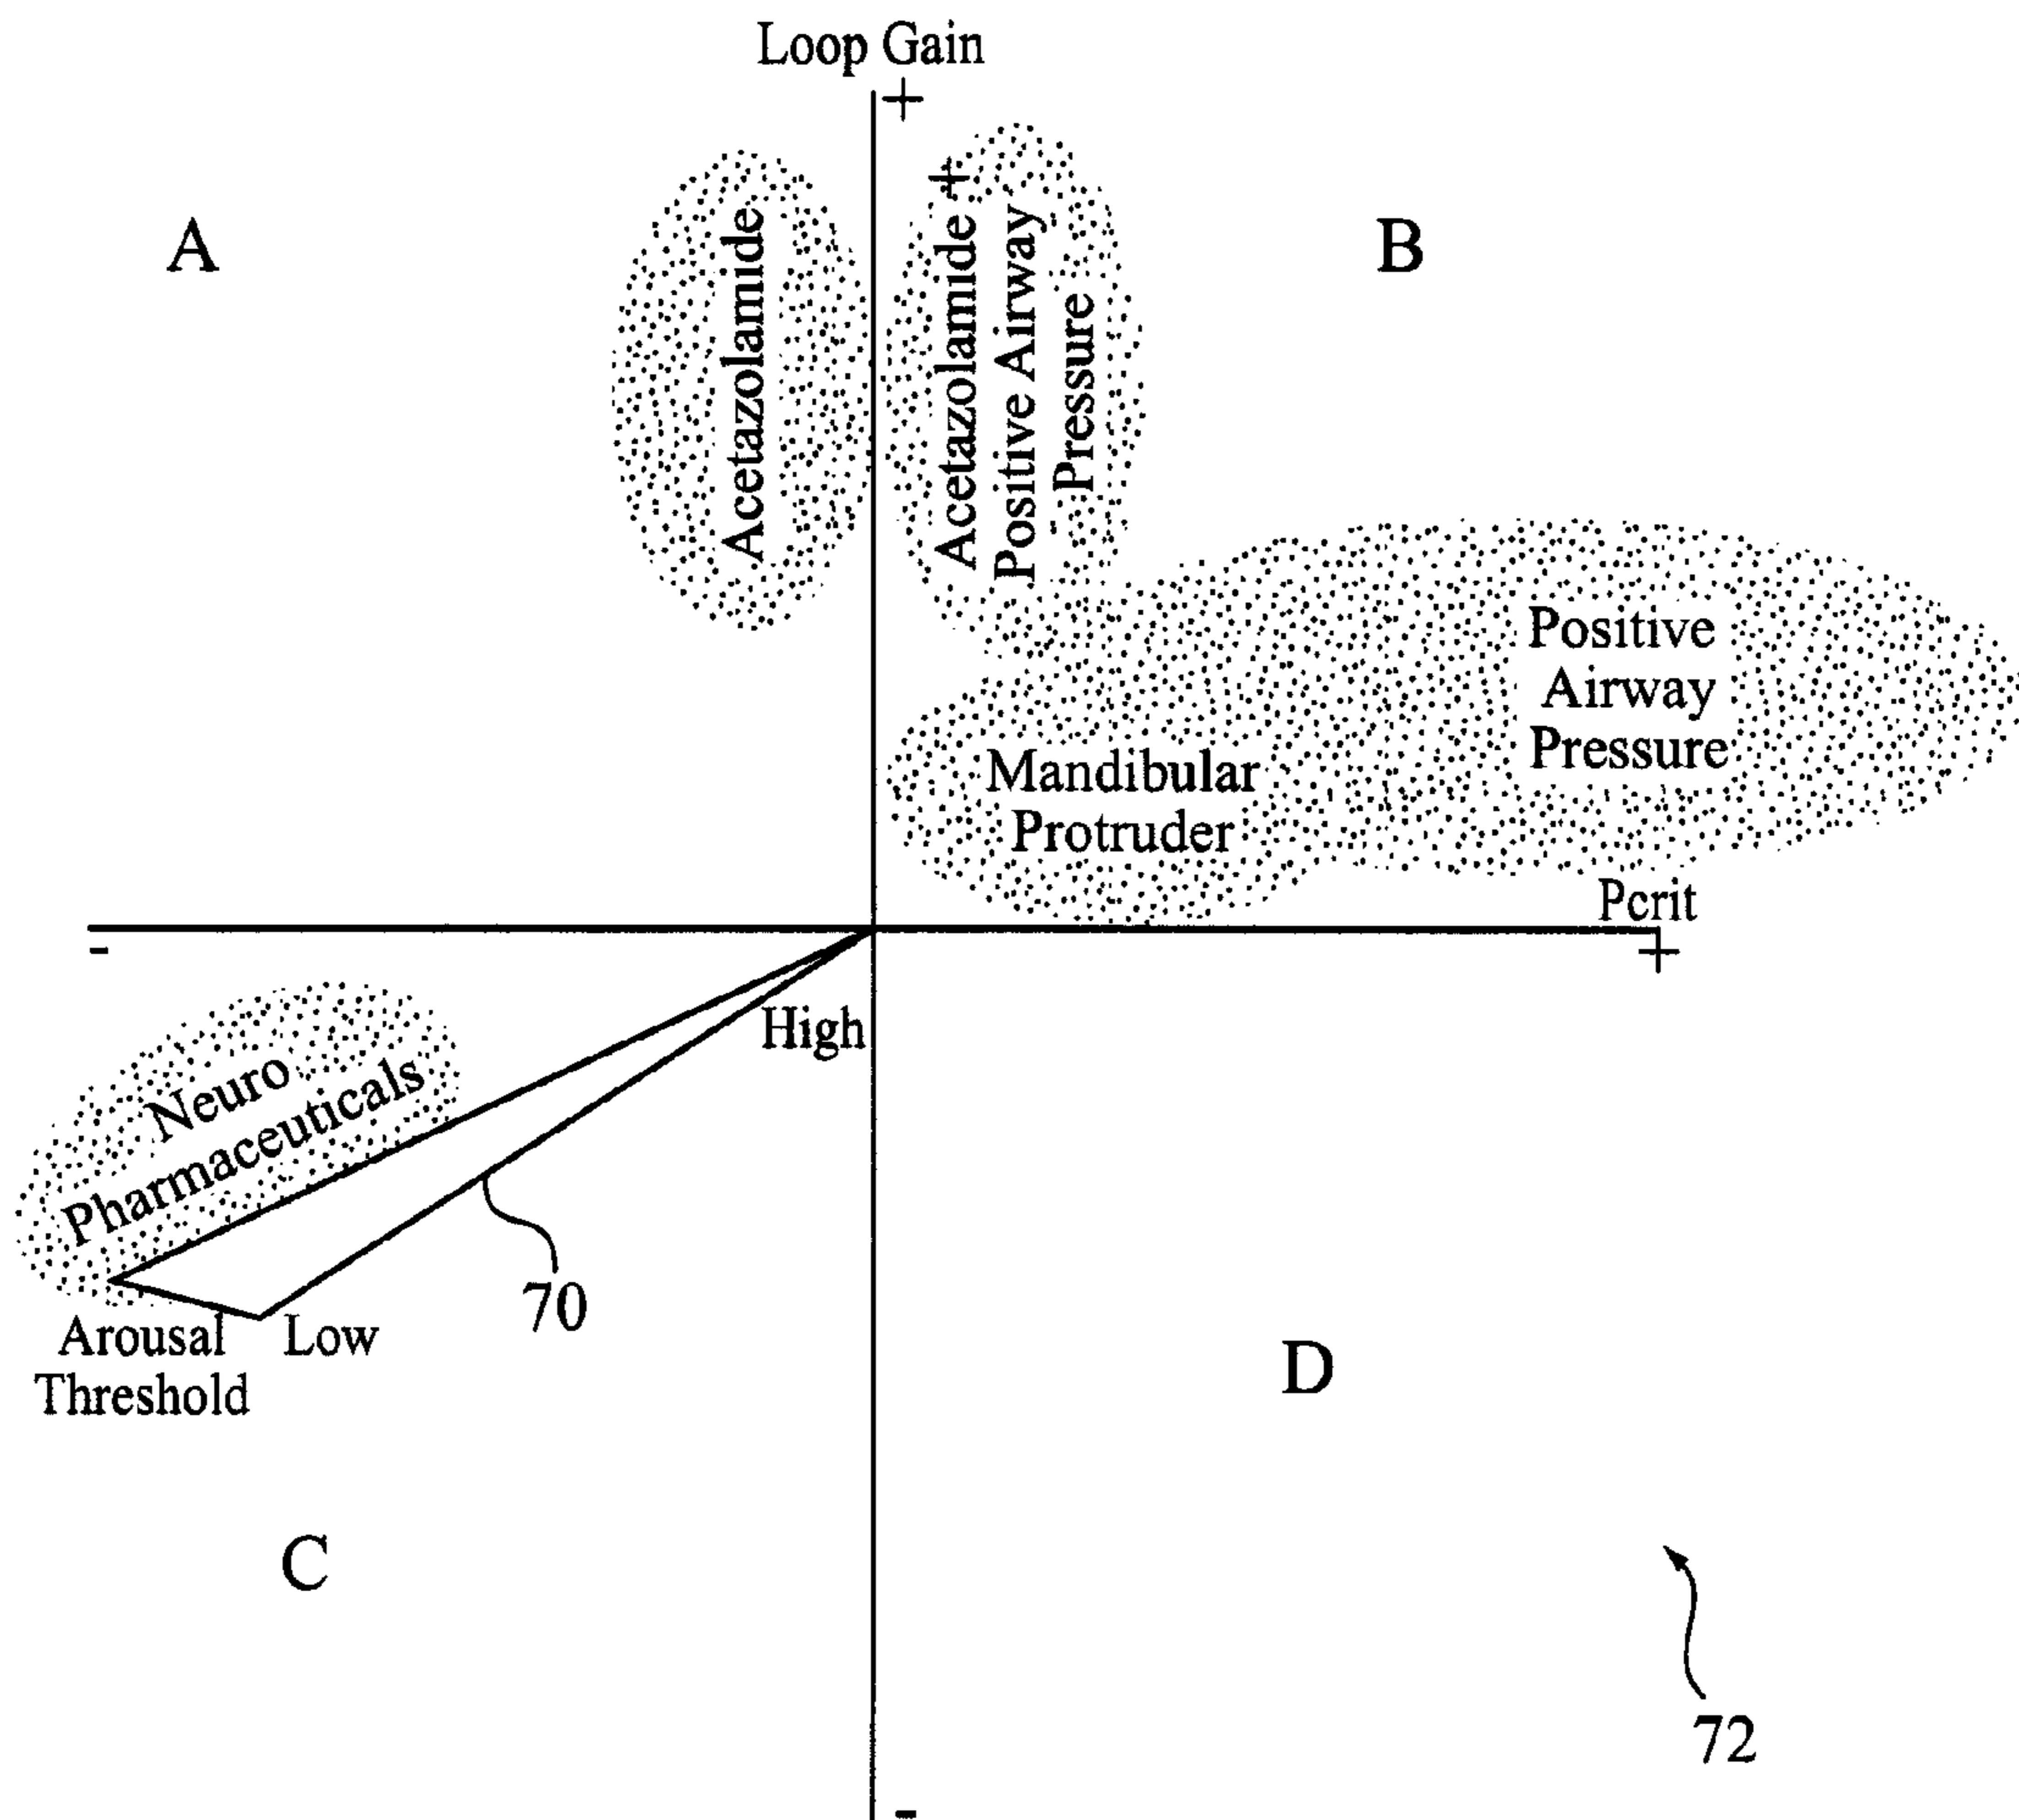 Loop Gain
+
A
B
Acetazolamide
Acetazolamide +
Positive Airway
Pressure
Positive
Airway
Pressure
Mandibular
Protruder
Pcrit
-
+
High
Neuro
Pharmaceuticals
70
Arousal
Threshold
Low
D
C
72
-